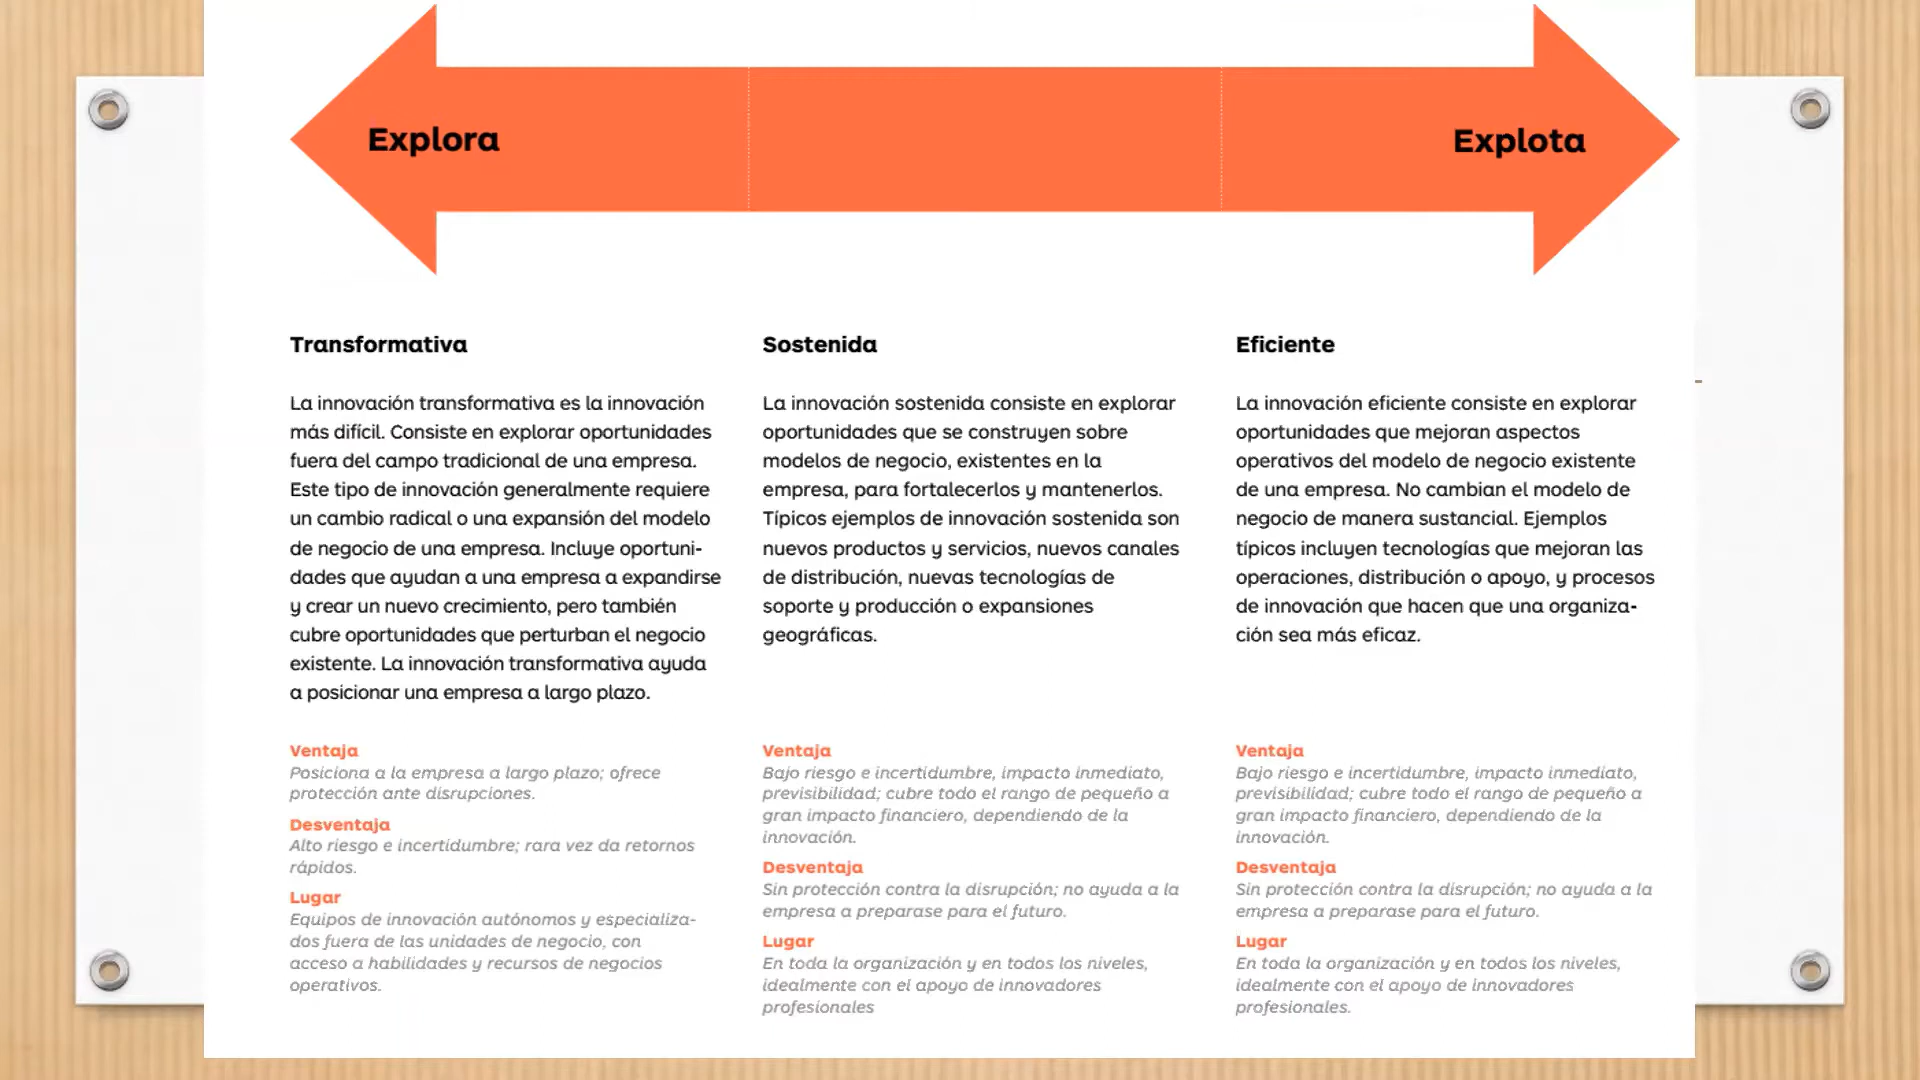 Explora
Explota
Transformativa
La innovación transformativa es la innovación
más difícil. Consiste en explorar oportunidades
fuera del campo tradicional de una empresa.
Este tipo de innovación generalmente requiere
un cambio radical o una expansión del modelo
de negocio de una empresa. Incluye oportuni-
dades que ayudan a una empresa a expandirse
y crear un nuevo crecimiento, pero también
cubre oportunidades que perturban el negocio
existente. La innovación transformativa ayuda
a posicionar una empresa a largo plazo.
Ventaja
Posiciona a la empresa a largo plazo; ofrece
protección ante disrupciones.
Desventaja
Alto riesgo e incertidumbre; rara vez da retornos
rápidos.
Lugar
Equipos de innovación autónomos y especializa-
dos fuera de las unidades de negocio, con
acceso a habilidades y recursos de negocios
operativos.
Sostenida
La innovación sostenida consiste en explorar
oportunidades que se construyen sobre
modelos de negocio, existentes en la
empresa, para fortalecerlos y mantenerlos.
Típicos ejemplos de innovación sostenida son
nuevos productos y servicios, nuevos canales
de distribución, nuevas tecnologías de
soporte y producción o expansiones
geográficas.
Ventaja
Bajo riesgo e incertidumbre, impacto inmediato,
previsibilidad; cubre todo el rango de pequeño a
gran impacto financiero, dependiendo de la
innovación.
Desventaja
Sin protección contra la disrupción; no ayuda a la
empresa a preparase para el futuro.
Lugar
En toda la organización y en todos los niveles,
idealmente con el apoyo de innovadores
profesionales
Eficiente
La innovación eficiente consiste en explorar
oportunidades que mejoran aspectos
operativos del modelo de negocio existente
de una empresa. No cambian el modelo de
negocio de manera sustancial. Ejemplos
típicos incluyen tecnologías que mejoran las
operaciones, distribución o apoyo, y procesos
de innovación que hacen que una organiza-
ción sea más eficaz.
Ventaja
Bajo riesgo e incertidumbre, impacto inmediato,
previsibilidad; cubre todo el rango de pequeño a
gran impacto financiero, dependiendo de la
innovación.
Desventaja
Sin protección contra la disrupción; no ayuda a la
empresa a preparase para el futuro.
Lugar
En toda la organización y en todos los niveles,
idealmente con el apoyo de innovadores
profesionales.